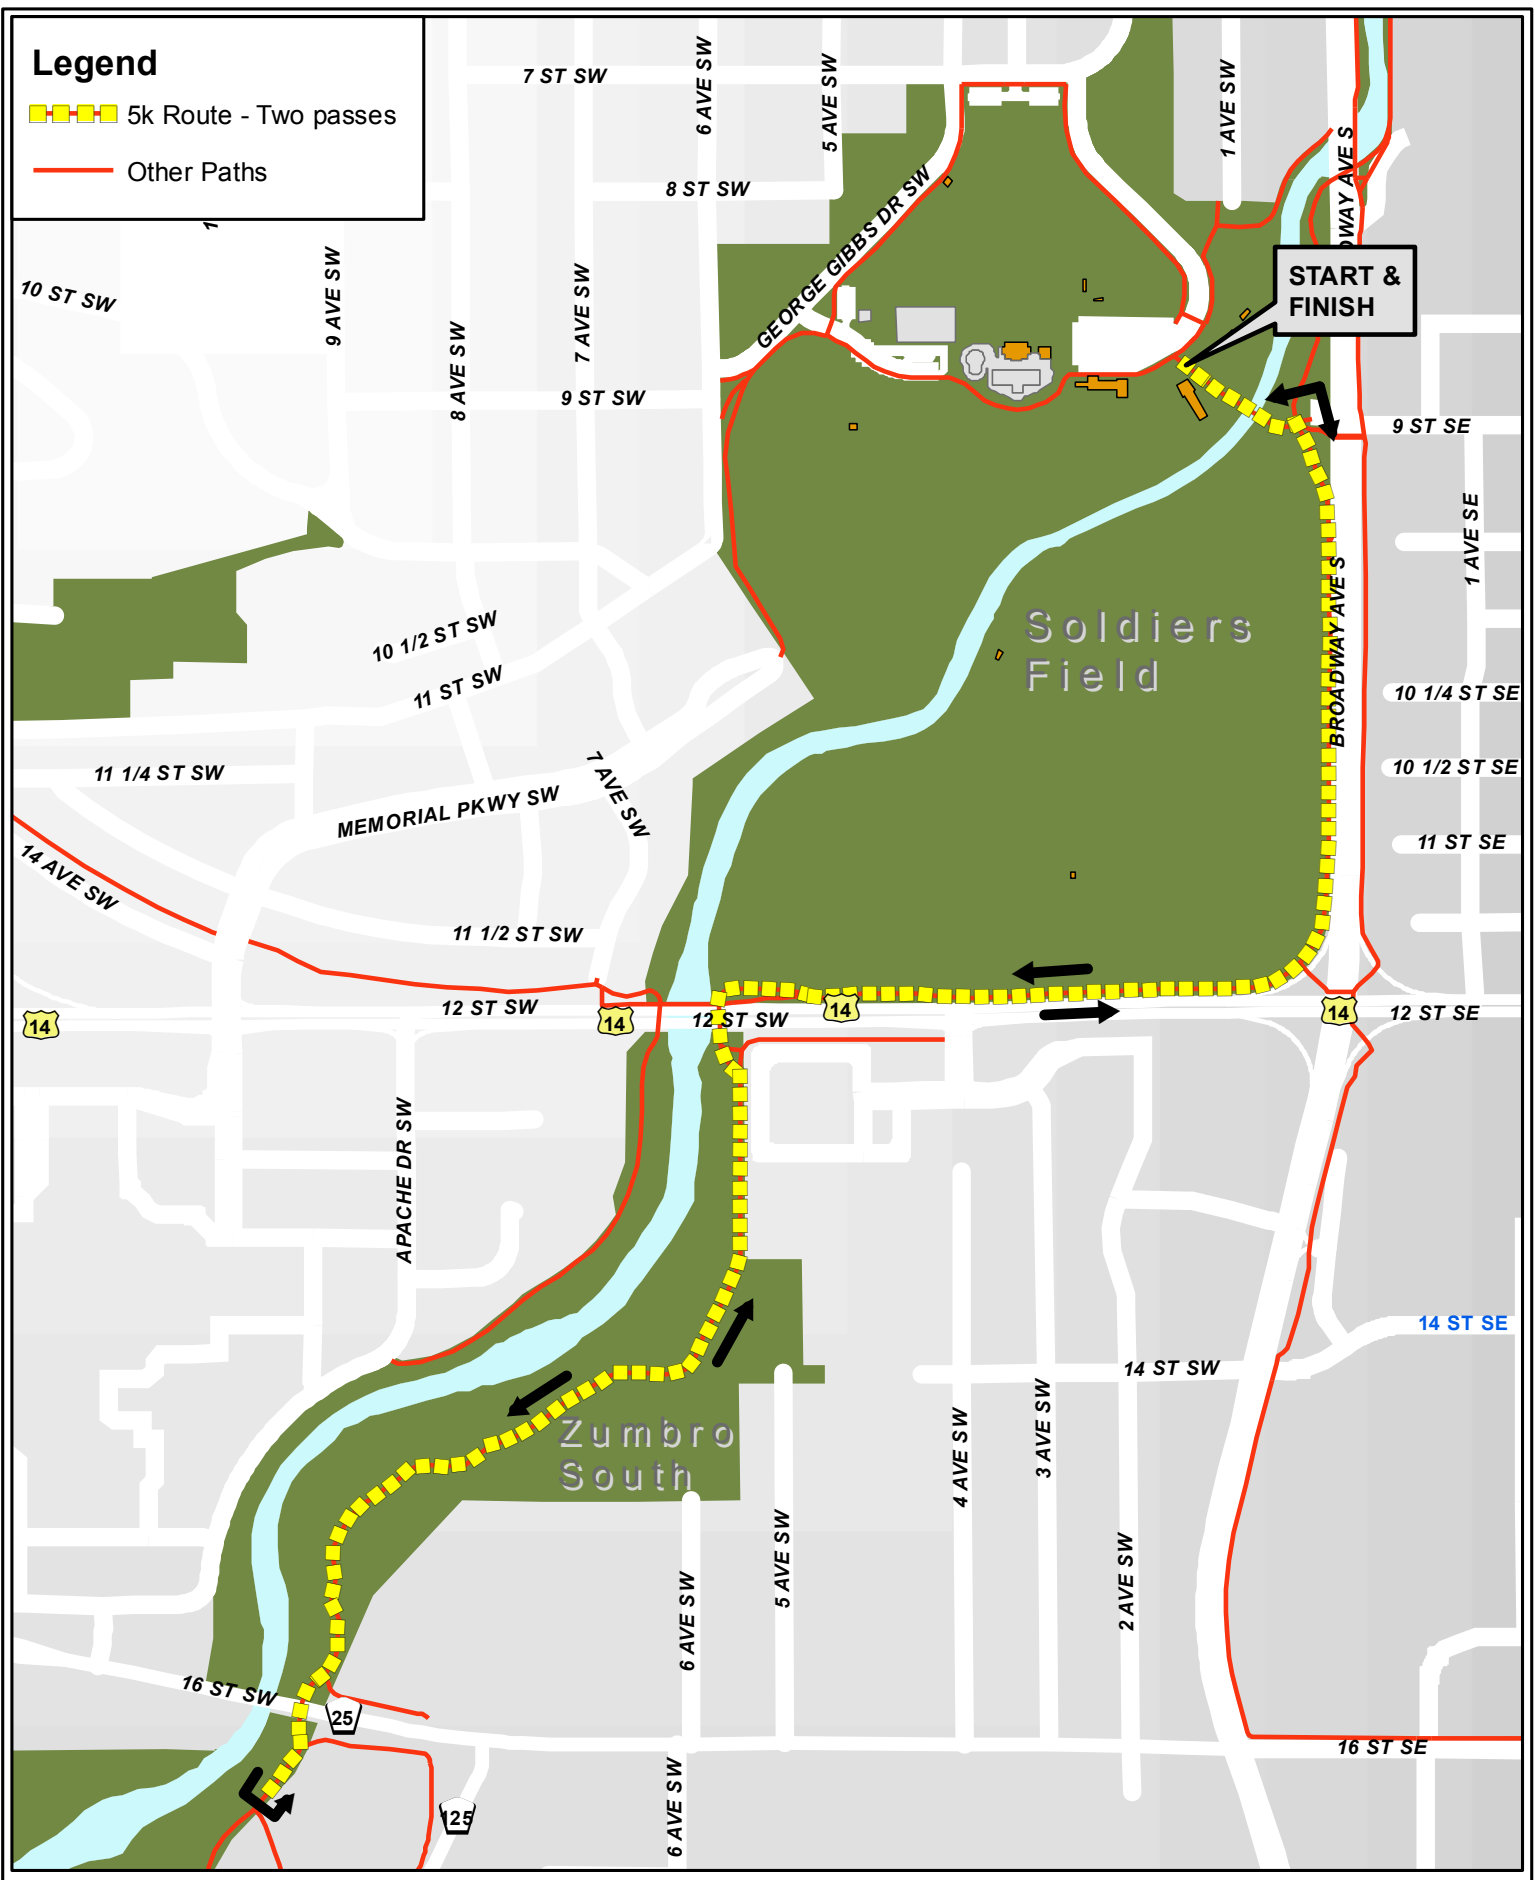 Legend
5k Route - Two passes
Other Paths
7 ST SW
6 AVE SW
5 AVE SW
1 AVE SW
8 ST SW
BROADWAY AVE S
GEORGE GIBBS DR SW
START &
FINISH
10 ST SW
9 AVE SW
8 AVE SW
7 AVE SW
9 ST SW
9 ST SE
1 AVE SE
Soldiers
Field
10 1/2 ST SW
11 ST SW
10 1/4 ST SE
10 1/2 ST SE
11 1/4 ST SW
7 AVE SW
MEMORIAL PKWY SW
11 ST SE
14 AVE SW
11 1/2 ST SW
12 ST SW
14
14
12 ST SW
14
14
12 ST SE
DWAY AVE S
APACHE DR SW
14 ST SE
14 ST SW
Zumbro
South
4 AVE SW
3 AVE SW
5 AVE SW
2 AVE SW
6 AVE SW
16 ST SW
25
16 ST SE
125
6 AVE SW